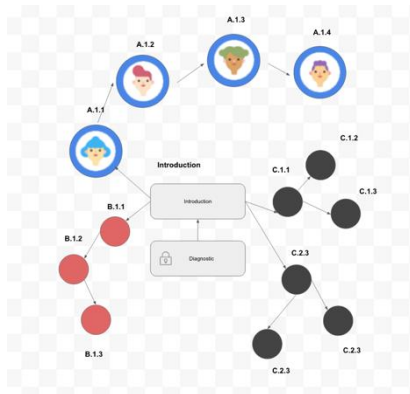 A.1.3
A.1.4
A.1.2
A.1.1
C.1.2
Introduction
C.1.1
C.1.3
Introduction
B.1.1
B.1.2
C.2.3
Diagnostic
B.1.3
C.2.3
C.2.3